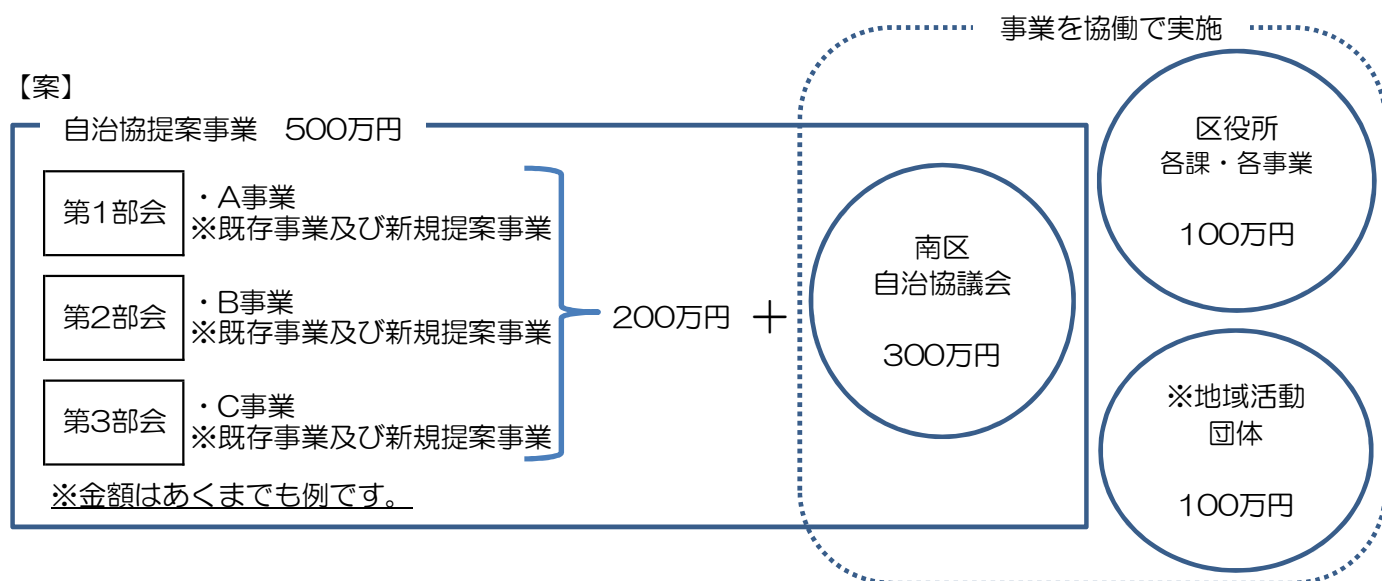 事業を協働で実施
【案】
自治協提案事業 500万円
第1部会
・A事業
※既存事業及び新規提案事業
第2部会
・B事業
※既存事業及び新規提案事業
第3部会
・C事業
※既存事業及び新規提案事業
※金額はあくまでも例です。
200万円 +
南区
自治協議会
300万円
区役所
各課・各事業
100万円
※地域活動
団体
100万円